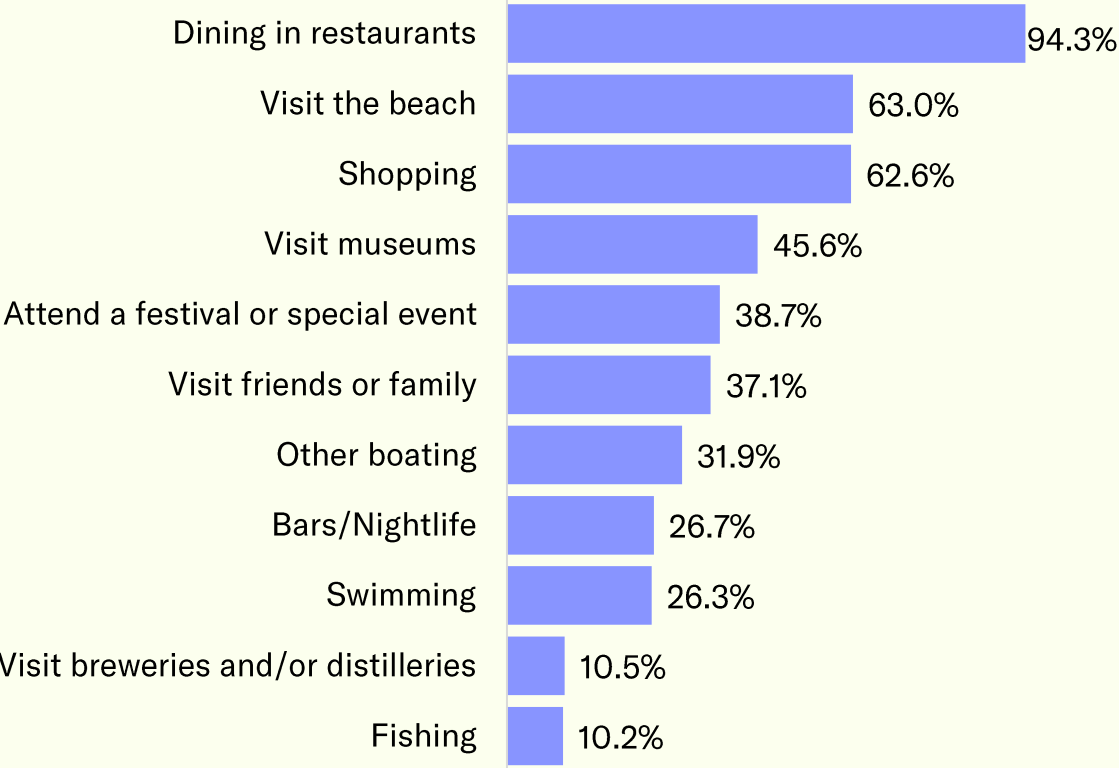 Dining in restaurants 94.3%
Visit the beach 63.0%
Shopping 62.6%
Visit museums 45.6%
Attend a festival or special event 38.7%
Visit friends or family 37.1%
Other boating 31.9%
Bars/Nightlife 26.7%
Swimming 26.3%
Visit breweries and/or distilleries 10.5%
Fishing 10.2%